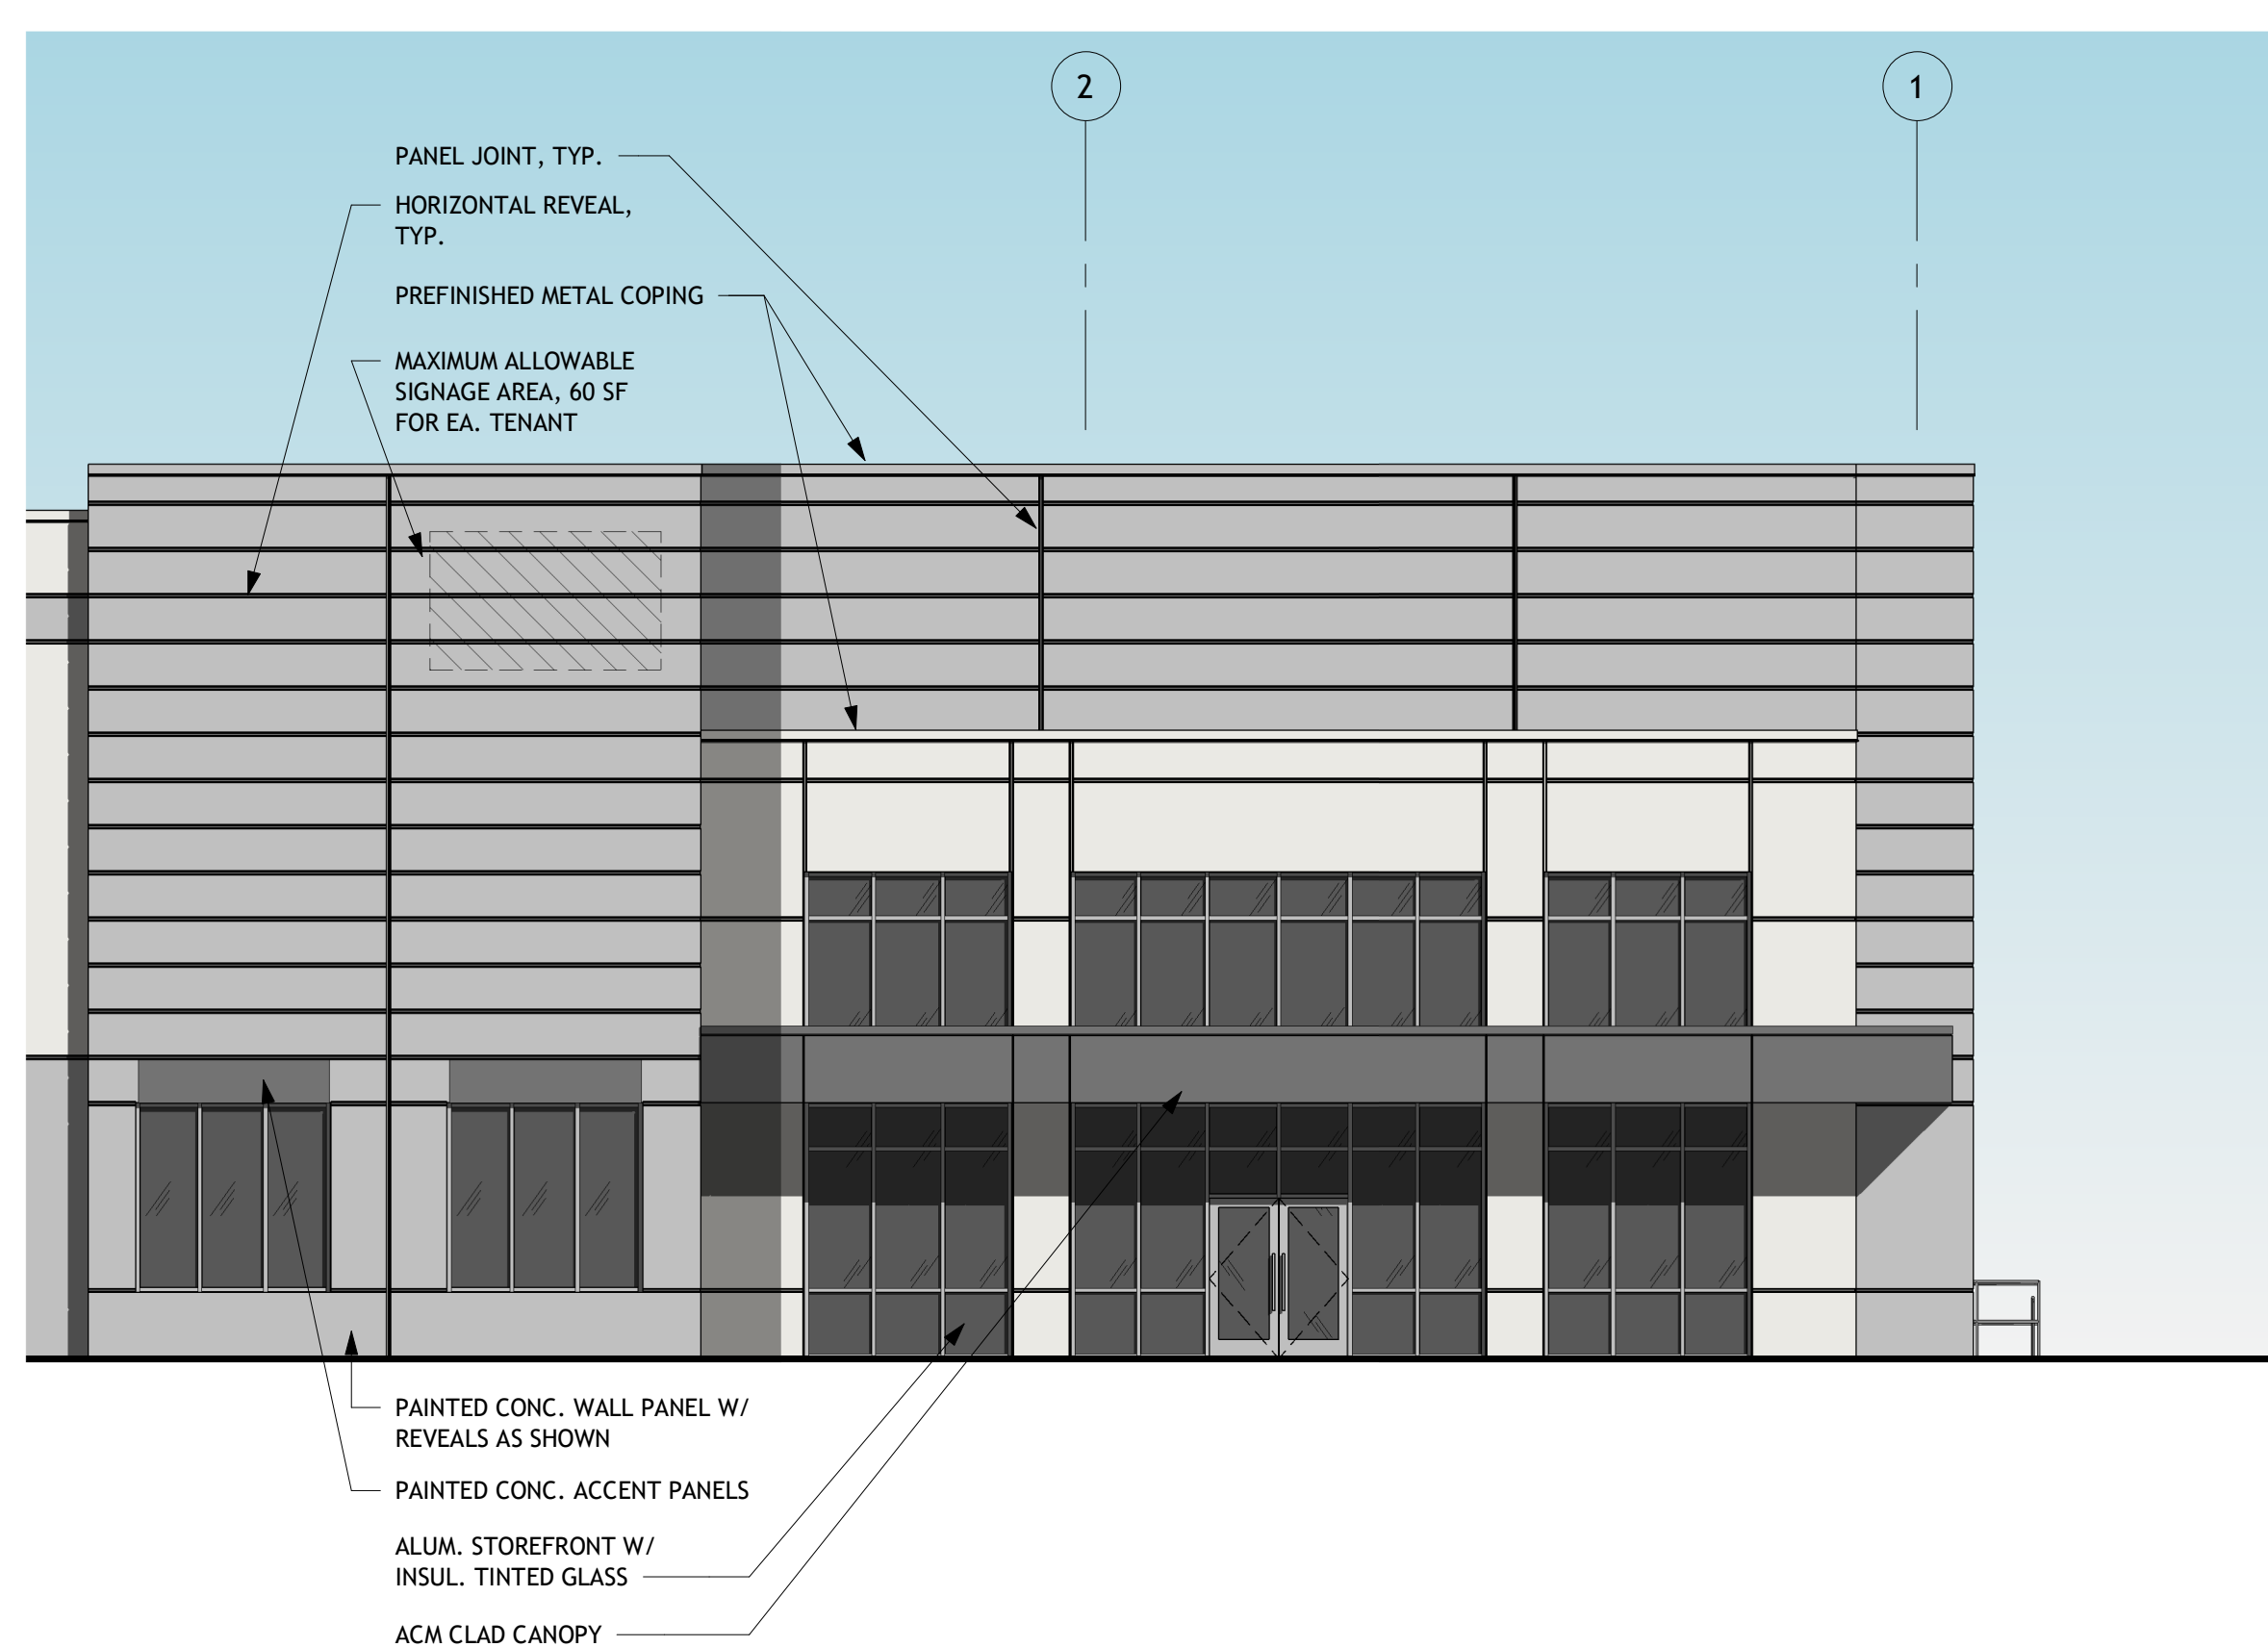 2
1
PANEL JOINT, TYP.
HORIZONTAL REVEAL,
TYP.
PREFINISHED METAL COPING
MAXIMUM ALLOWABLE
SIGNAGE AREA, 60 SF
FOR EA. TENANT
PAINTED CONC. WALL PANEL W/
REVEALS AS SHOWN
PAINTED CONC. ACCENT PANELS
ALUM. STOREFRONT W/
INSUL. TINTED GLASS
ACM CLAD CANOPY